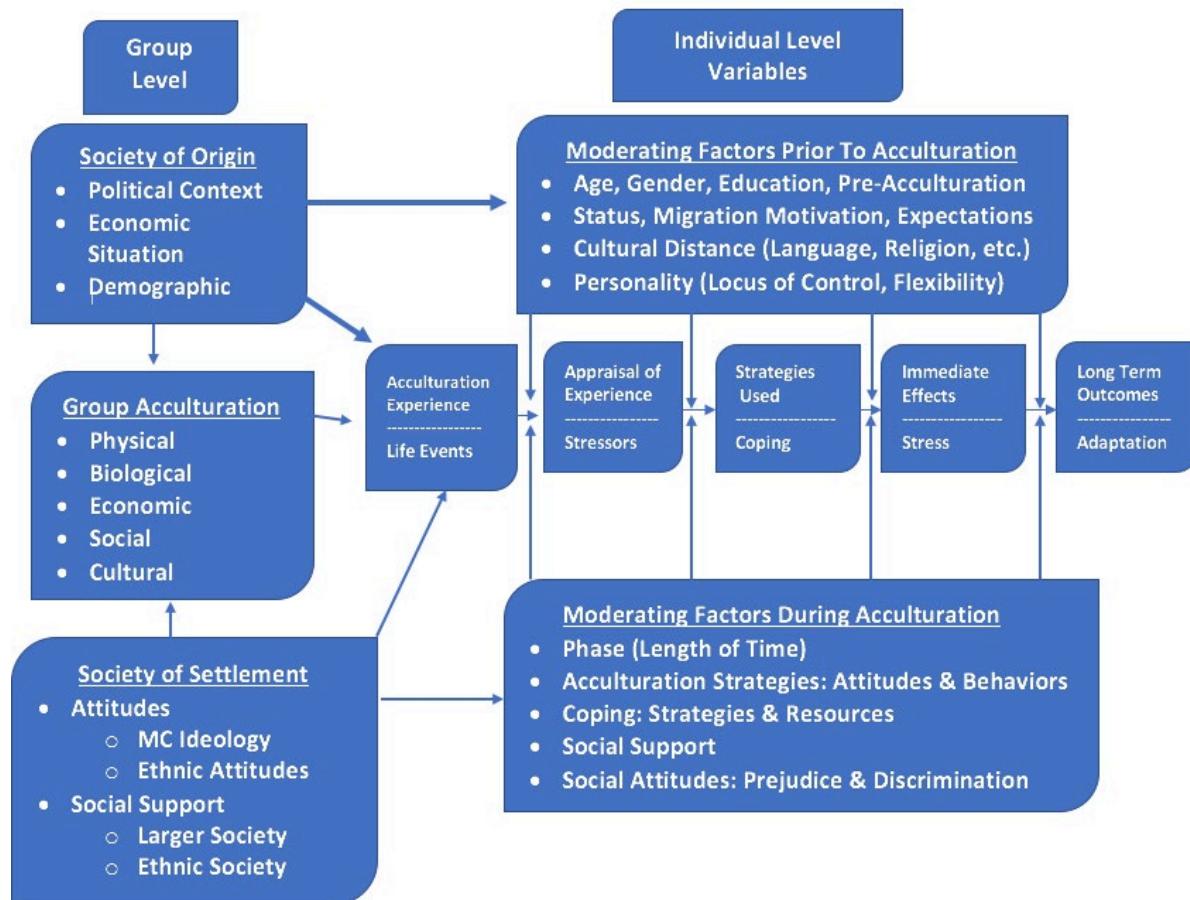 Group
Level
Individual Level
Variables
Society of Origin
• Political Context
• Economic
Situation
• Demographic
Moderating Factors Prior To Acculturation
• Age, Gender, Education, Pre-Acculturation
• Status, Migration Motivation, Expectations
• Cultural Distance (Language, Religion, etc.)
• Personality (Locus of Control, Flexibility)
Group Acculturation
• Physical
• Biological
• Economic
• Social
• Cultural
Acculturation
Experience
-----------------
Life Events
Appraisal of
Experience
-----------------
Stressors
Strategies
Used
-----------------
Coping
Immediate
Effects
-----------------
Stress
Long Term
Outcomes
-----------------
Adaptation
Society of Settlement
• Attitudes
o MC Ideology
o Ethnic Attitudes
• Social Support
o Larger Society
o Ethnic Society
Moderating Factors During Acculturation
• Phase (Length of Time)
• Acculturation Strategies: Attitudes & Behaviors
• Coping: Strategies & Resources
• Social Support
• Social Attitudes: Prejudice & Discrimination